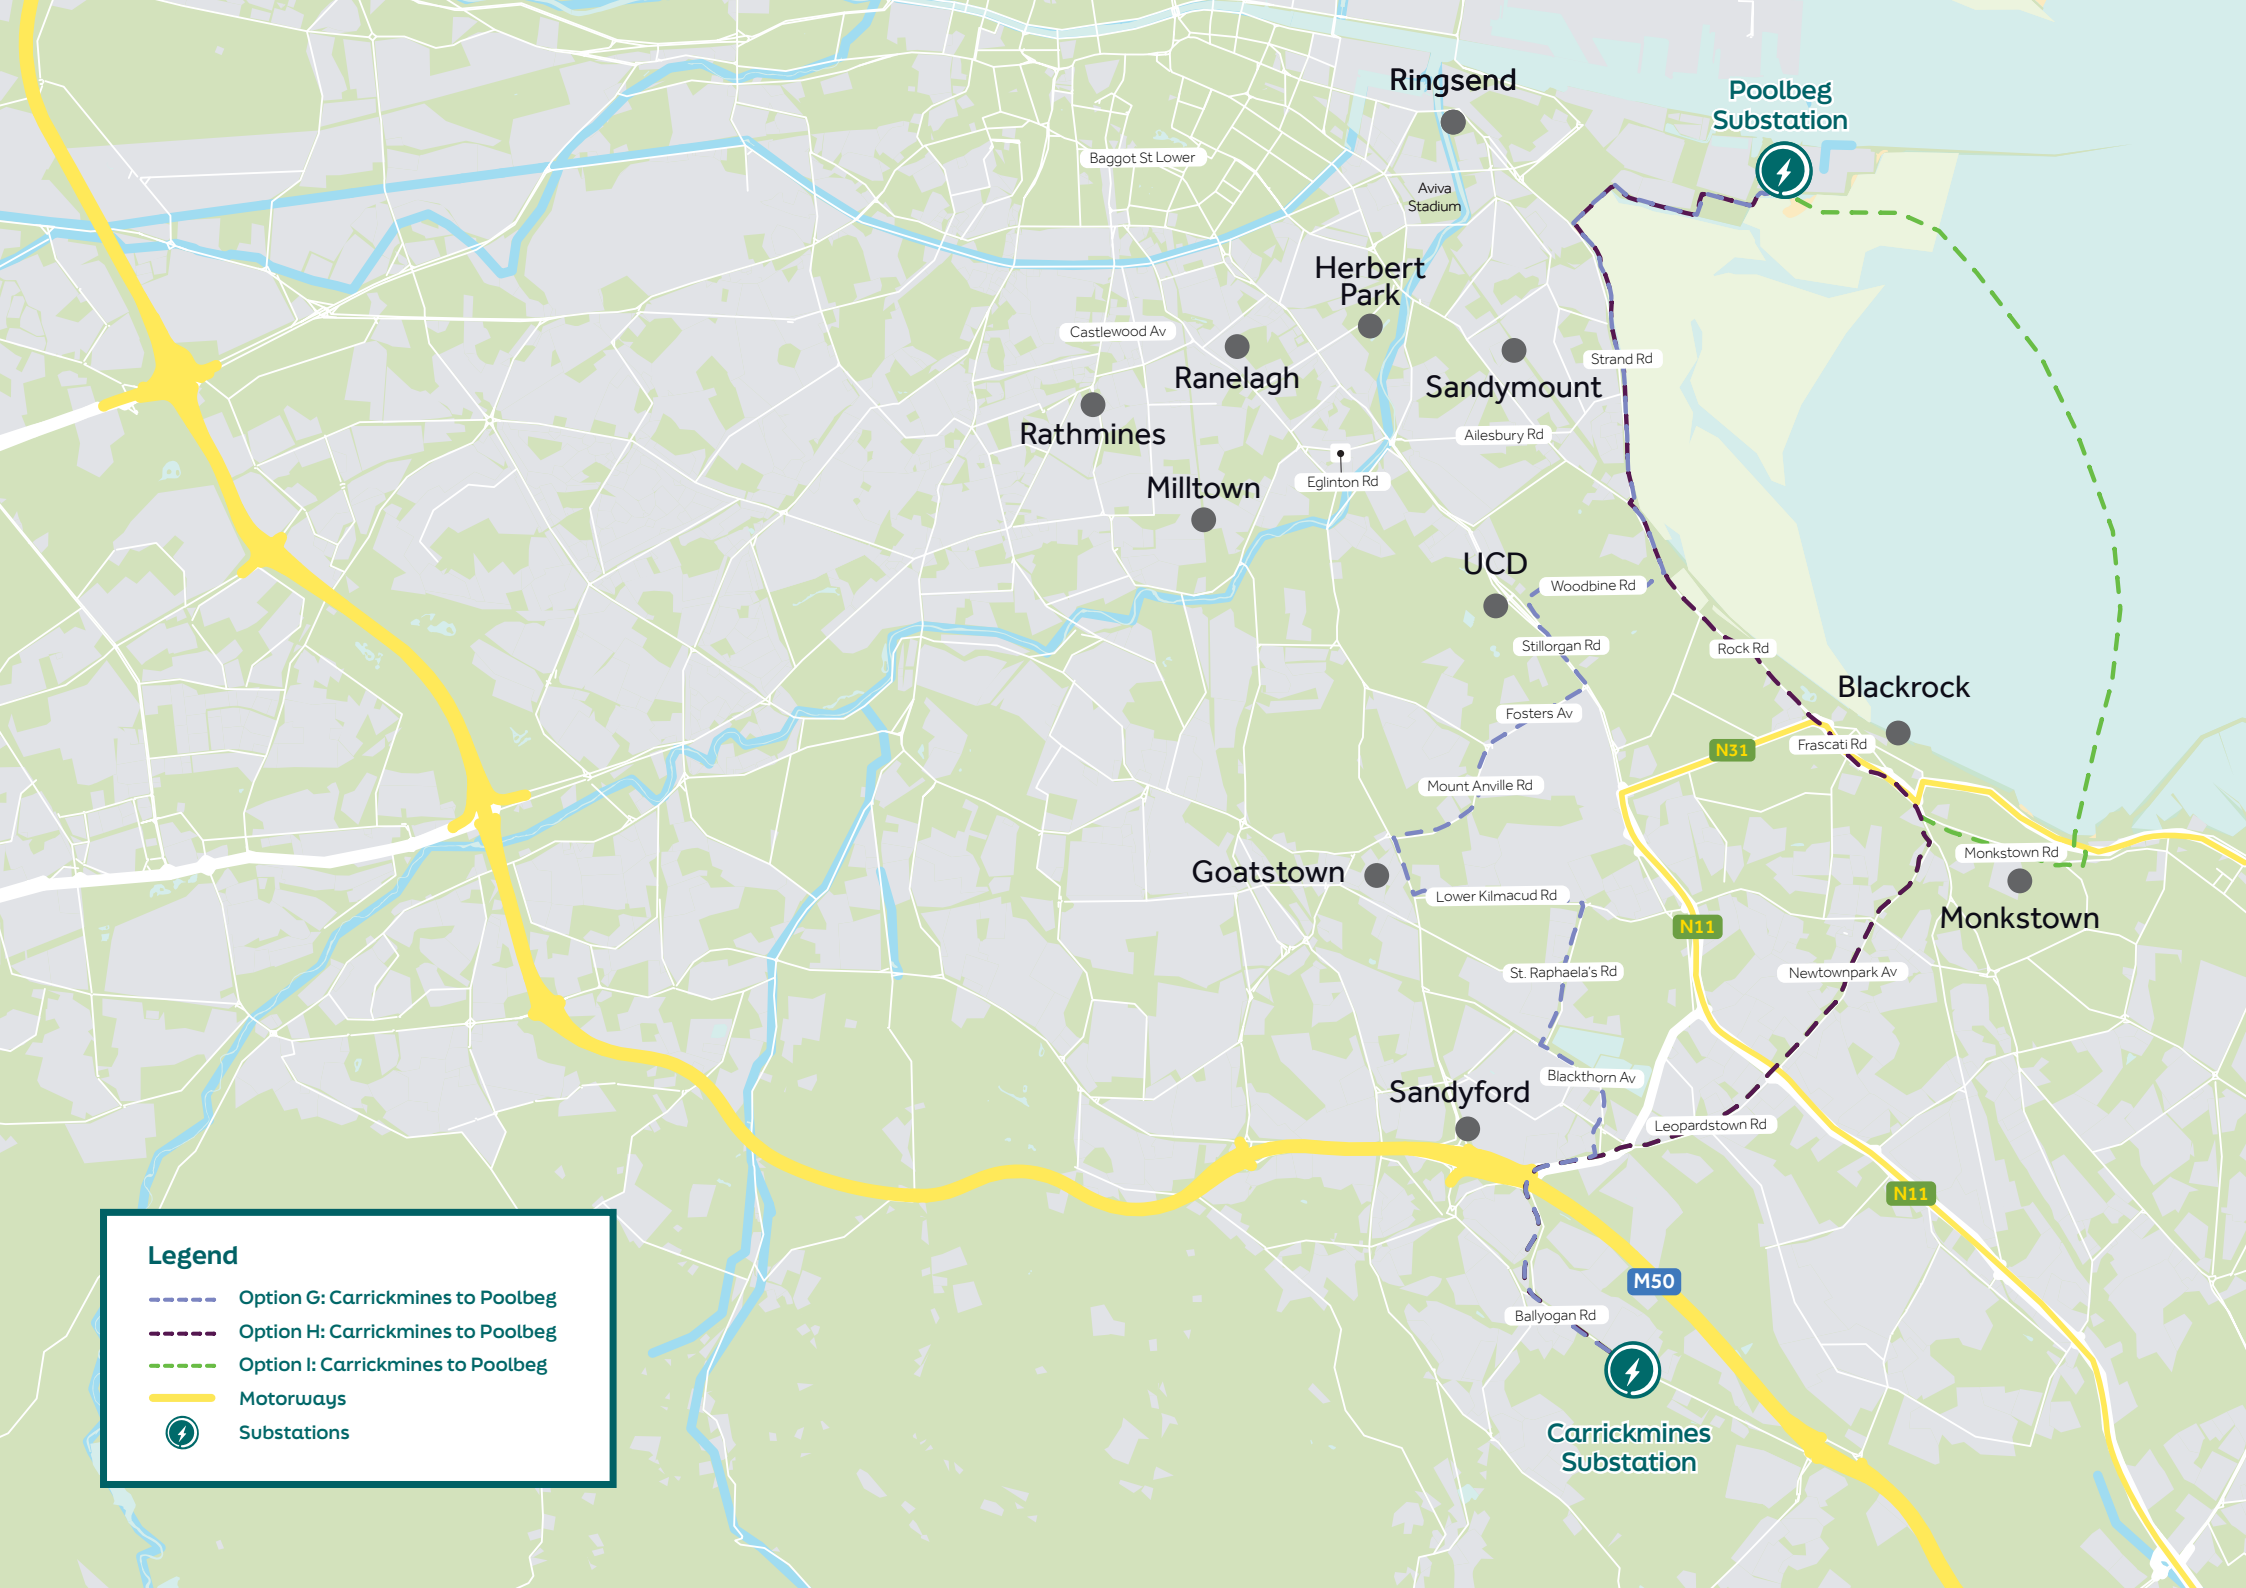 Ringsend
Poolbeg
Substation
Baggot St Lower
Aviva
Stadium
Herbert
Park
Castlewood Av
Strand Rd
Ranelagh
Sandymount
Rathmines
Ailesbury Rd
Milltown
Eglinton Rd
UCD
Woodbine Rd
Stillorgan Rd
Rock Rd
Blackrock
Fosters Av
N31
Frascati Rd
Mount Anville Rd
Monkstown Rd
Goatstown
Lower Kilmacud Rd
N11
Monkstown
St. Raphaela's Rd
Newtownpark Av
Blackthorn Av
Sandyford
Leopardstown Rd
N11
M50
Ballyogan Rd
Carrickmines
Substation
Legend
Option G: Carrickmines to Poolbeg
Option H: Carrickmines to Poolbeg
Option I: Carrickmines to Poolbeg
Motorways
Substations